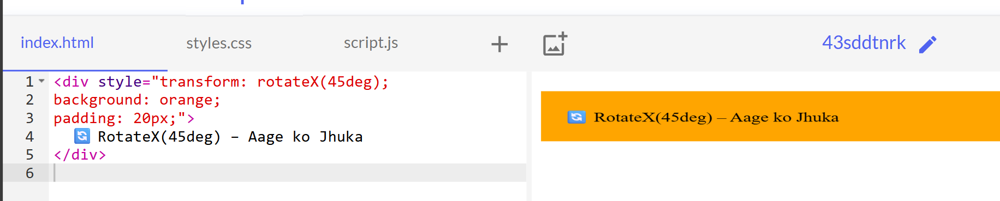 index.html
styles.css
script.js
+
43sddtnrk
1 <div style="transform: rotateX(45deg);
2 background: orange;
3 padding: 20px;">
4 🔄 RotateX(45deg) – Aage ko Jhuka
5 </div>
6
🔄 RotateX(45deg) – Aage ko Jhuka